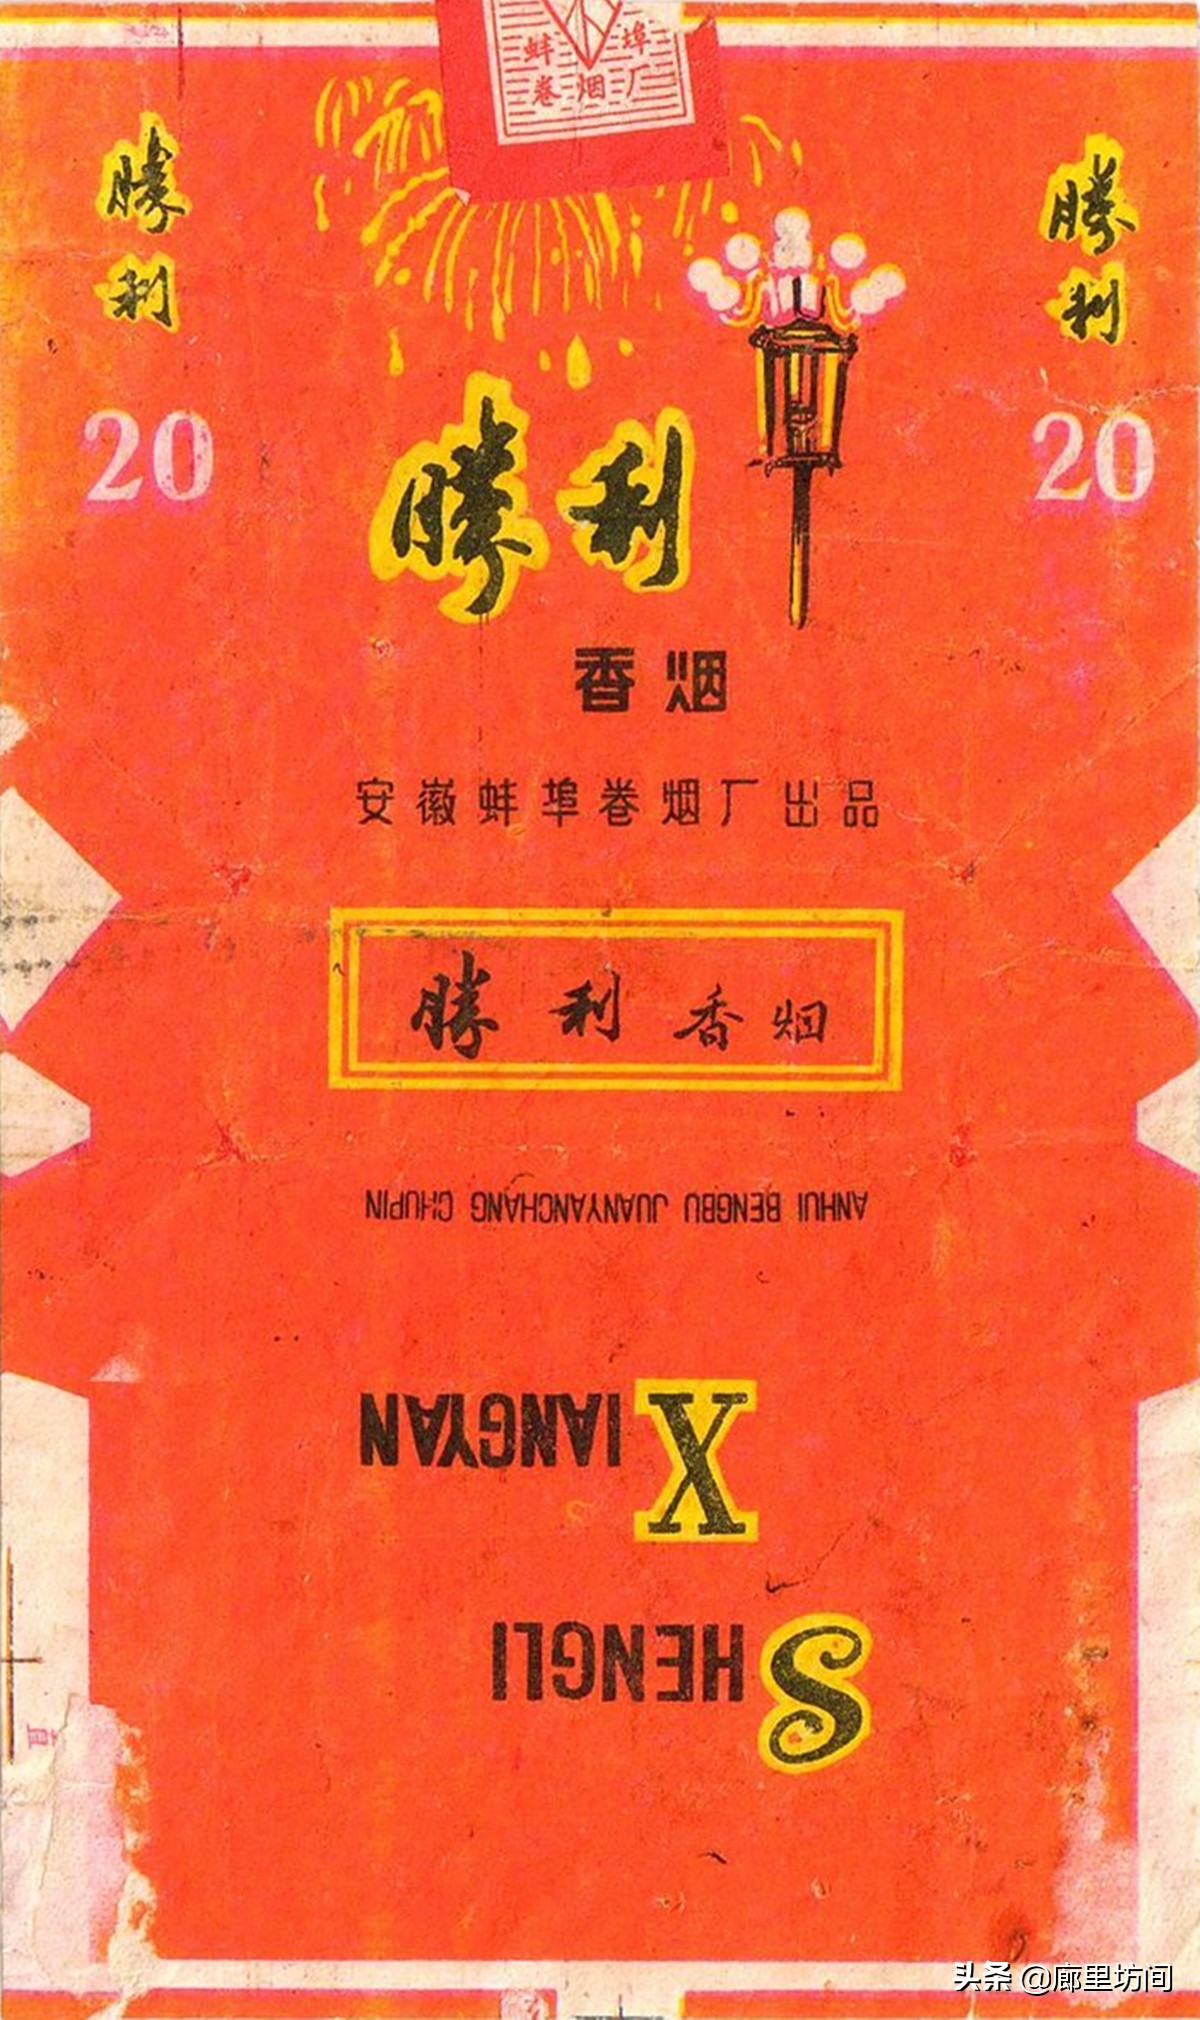 蚌埠
卷烟厂
勝利
20
勝利
20
勝利
香烟
安徽蚌埠卷烟厂出品
勝利香烟
ANHUI BENGBU JUANYANCHANG CHUPIN
XIANGYAN
SHENGLI
直
头条 @廊里坊间